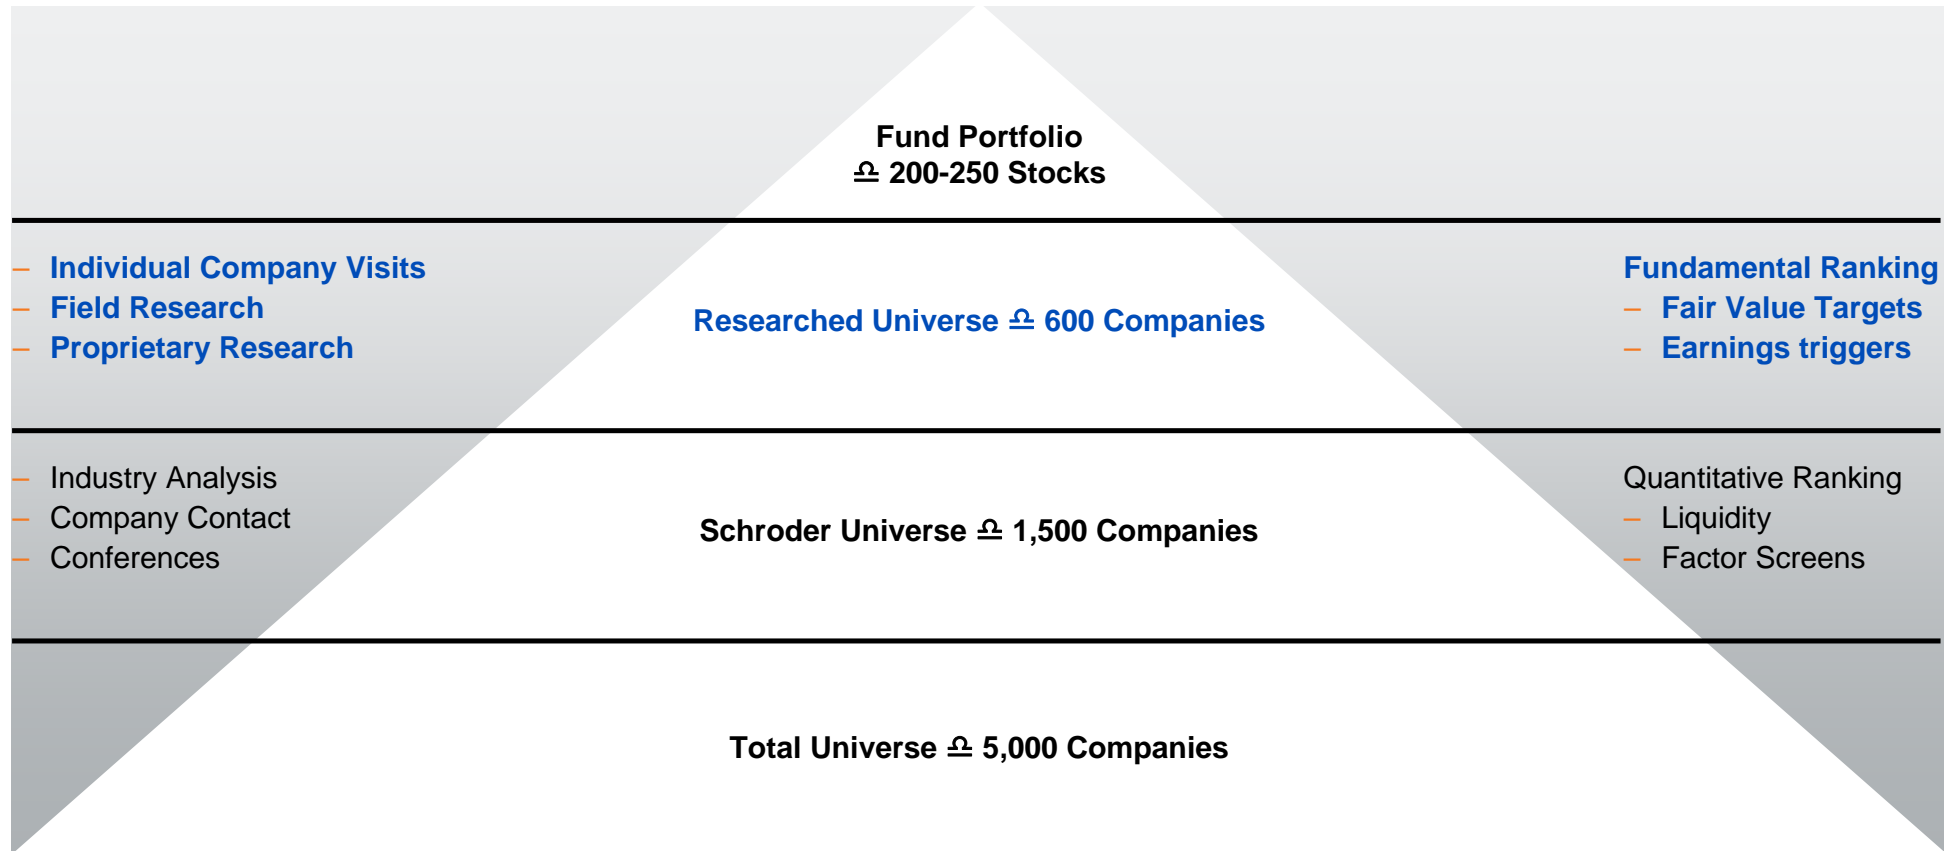 Fund Portfolio
♎ 200-250 Stocks
– Individual Company Visits
– Field Research
– Proprietary Research
Researched Universe ♎ 600 Companies
Fundamental Ranking
– Fair Value Targets
– Earnings triggers
– Industry Analysis
– Company Contact
– Conferences
Schroder Universe ♎ 1,500 Companies
Quantitative Ranking
– Liquidity
– Factor Screens
Total Universe ♎ 5,000 Companies